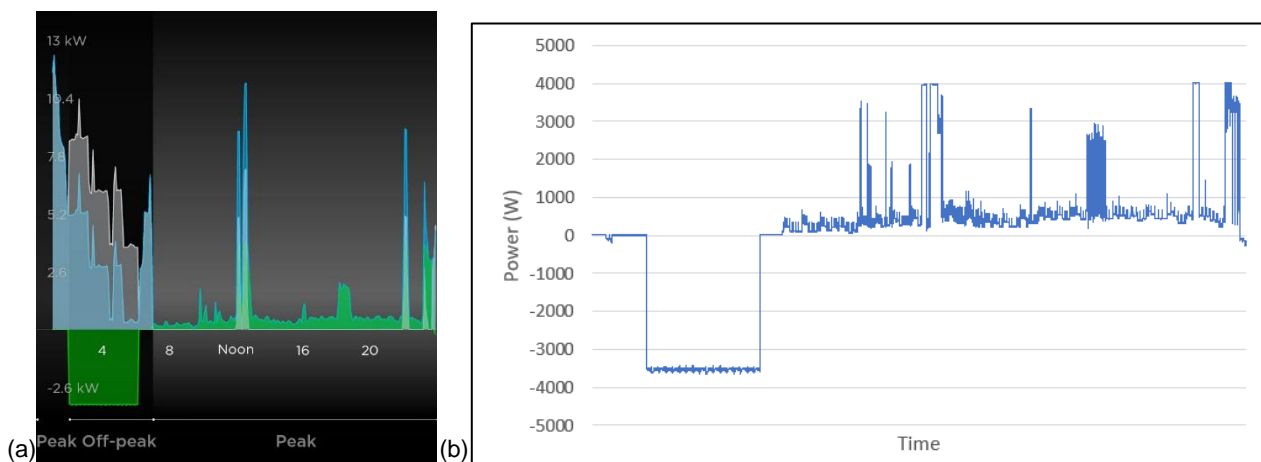 13 kW
10.4
7.8
5.2
2.6
4 8 Noon 16 20
-2.6 kW
Peak Off-peak Peak
(a)
5000
4000
3000
2000
1000
0
-1000
-2000
-3000
-4000
-5000
Power (W)
Time
(b)